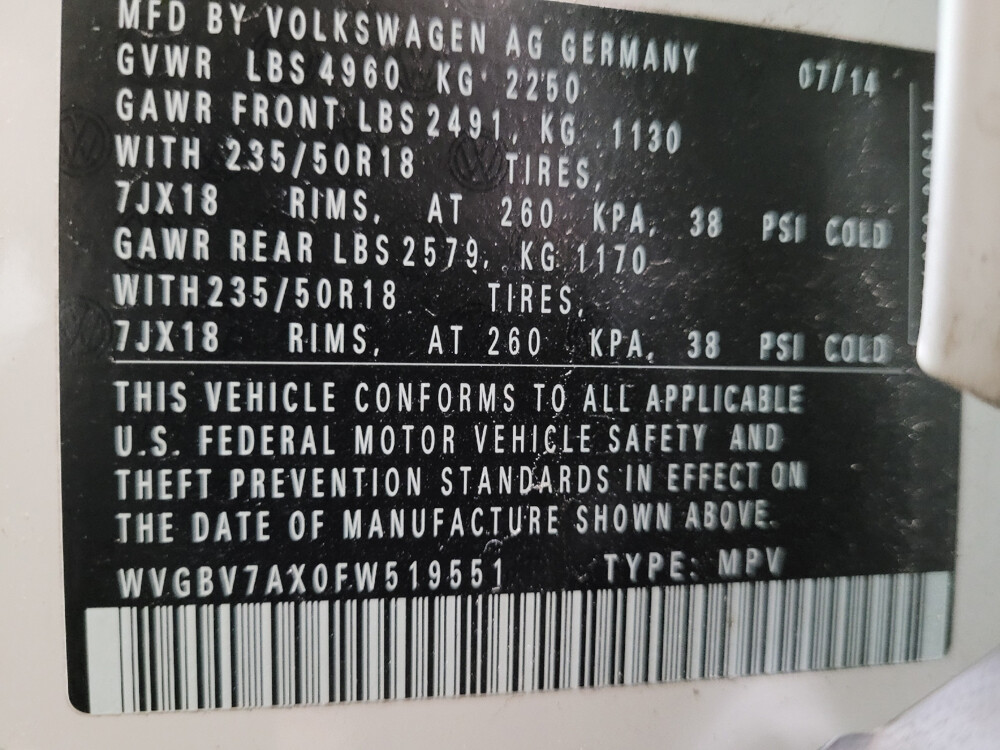 MFD BY VOLKSWAGEN AG GERMANY 07/14
GVWR LBS 4960 KG 2250
GAWR FRONT LBS 2491, KG 1130
WITH 235/50R18 TIRES,
7JX18 RIMS, AT 260 KPA, 38 PSI COLD
GAWR REAR LBS 2579, KG 1170
WITH 235/50R18 TIRES,
7JX18 RIMS, AT 260 KPA, 38 PSI COLD
THIS VEHICLE CONFORMS TO ALL APPLICABLE
U.S. FEDERAL MOTOR VEHICLE SAFETY AND
THEFT PREVENTION STANDARDS IN EFFECT ON
THE DATE OF MANUFACTURE SHOWN ABOVE.
WVGBV7AX0FW519551 TYPE: MPV